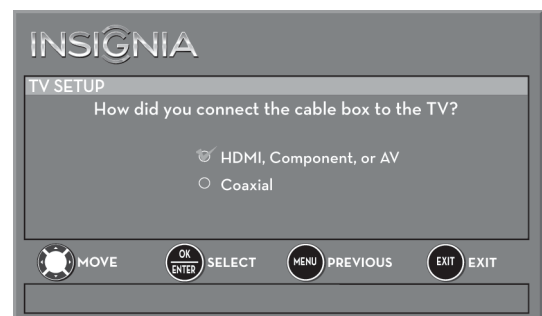 INSIGNIA
TV SETUP
How did you connect the cable box to the TV?
HDMI, Component, or AV
Coaxial
MOVE OK ENTER SELECT MENU PREVIOUS EXIT EXIT